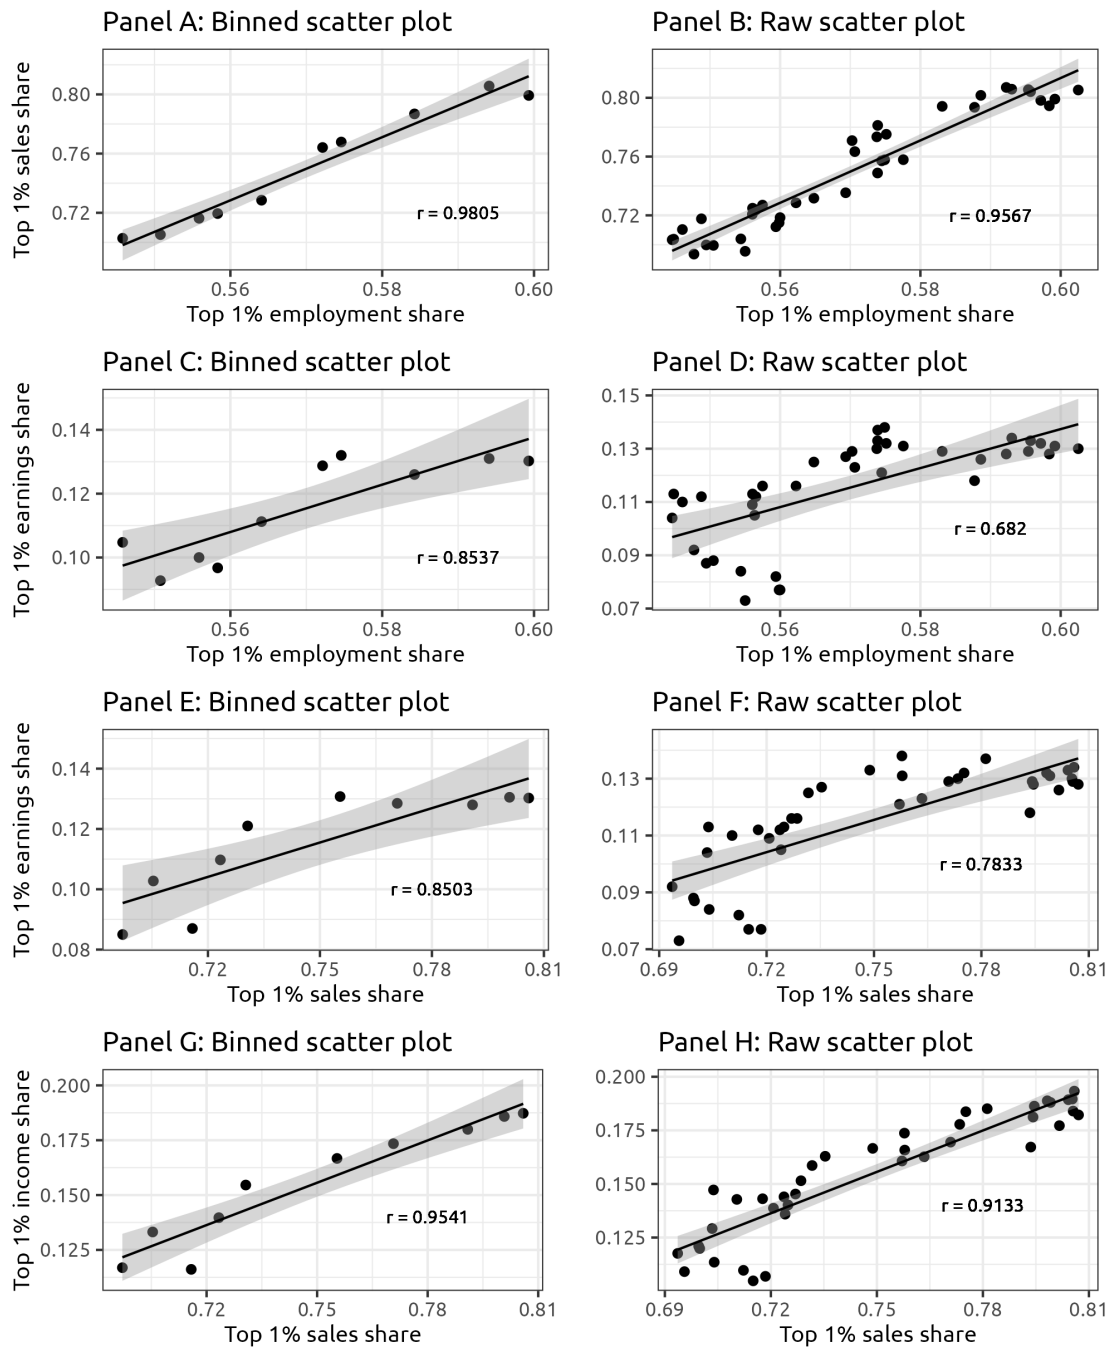 Panel A: Binned scatter plot
Top 1% sales share
0.80
0.76
0.72
r = 0.9805
0.56 0.58 0.60
Top 1% employment share
Panel B: Raw scatter plot
0.80
0.76
0.72
r = 0.9567
0.56 0.58 0.60
Top 1% employment share
Panel C: Binned scatter plot
Top 1% earnings share
0.14
0.12
0.10
r = 0.8537
0.56 0.58 0.60
Top 1% employment share
Panel D: Raw scatter plot
0.15
0.13
0.11
0.09
0.07
r = 0.682
0.56 0.58 0.60
Top 1% employment share
Panel E: Binned scatter plot
Top 1% earnings share
0.14
0.12
0.10
0.08
r = 0.8503
0.72 0.75 0.78 0.81
Top 1% sales share
Panel F: Raw scatter plot
0.13
0.11
0.09
0.07
r = 0.7833
0.69 0.72 0.75 0.78 0.81
Top 1% sales share
Panel G: Binned scatter plot
Top 1% income share
0.200
0.175
0.150
0.125
r = 0.9541
0.72 0.75 0.78 0.81
Top 1% sales share
Panel H: Raw scatter plot
0.200
0.175
0.150
0.125
r = 0.9133
0.69 0.72 0.75 0.78 0.81
Top 1% sales share